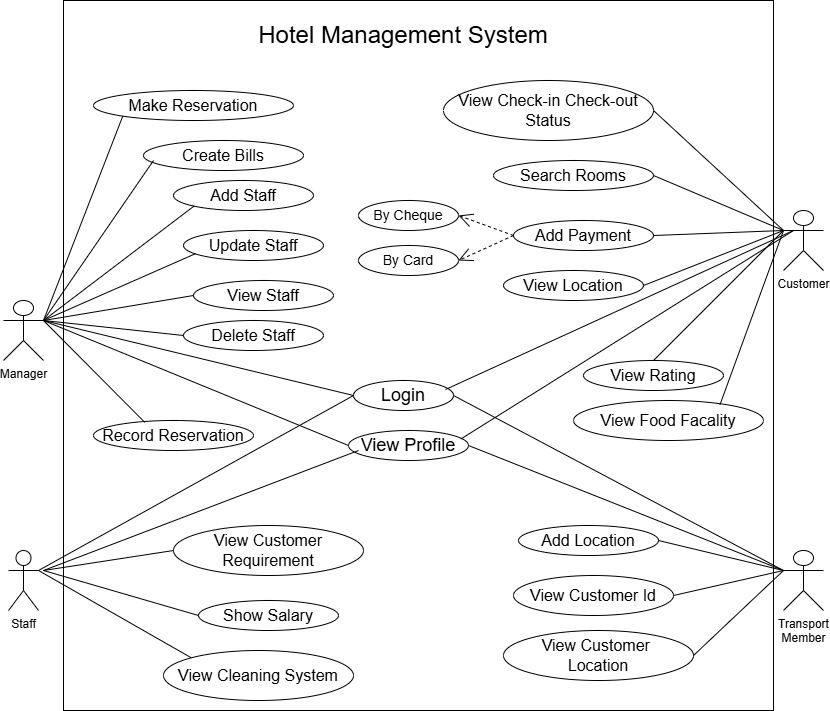 Hotel Management System
Make Reservation
View Check-in Check-out
Status
Create Bills
Search Rooms
Add Staff
By Cheque
Add Payment
Update Staff
By Card
View Location
Customer
View Staff
Delete Staff
Manager
View Rating
Login
View Food Facality
Record Reservation
View Profile
View Customer
Requirement
Add Location
View Customer Id
Show Salary
Staff
Transport
Member
View Customer
Location
View Cleaning System